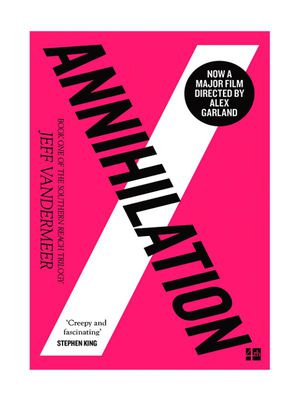 ANNIHILATION
NOW A
MAJOR FILM
DIRECTED BY
ALEX
GARLAND
BOOK ONE OF THE SOUTHERN REACH TRILOGY
JEFF VANDERMEER
'Creepy and
fascinating'
STEPHEN KING
4th